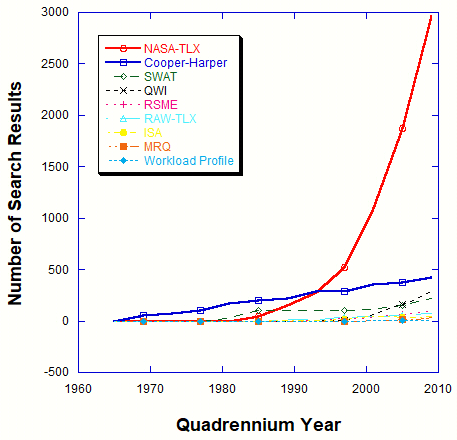 3000
2500
2000
1500
1000
500
0
-500
Number of Search Results
NASA-TLX
Cooper-Harper
SWAT
QWI
RSME
RAW-TLX
ISA
MRQ
Workload Profile
1960 1970 1980 1990 2000 2010
Quadrennium Year